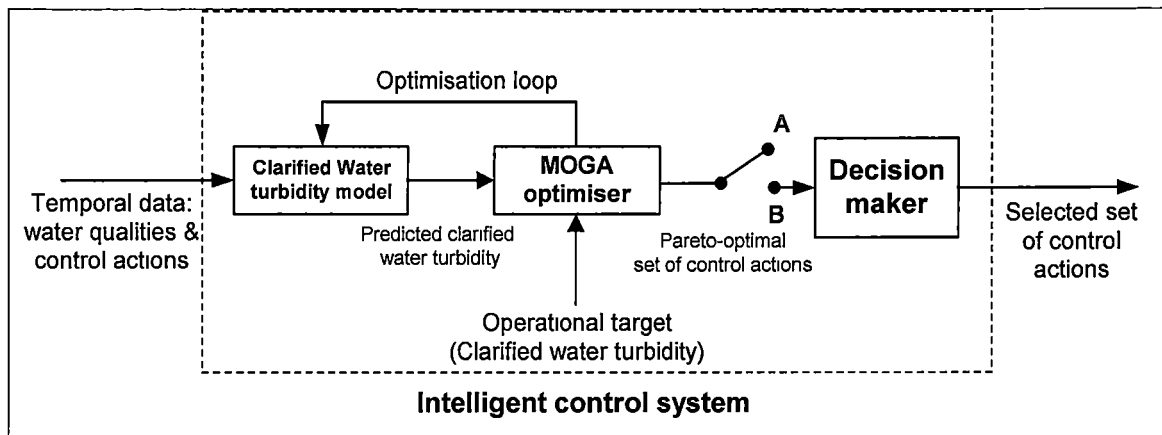 Optimisation loop
Clarified Water
turbidity model
MOGA
optimiser
A
B
Decision
maker
Temporal data:
water qualities &
control actions
Predicted clarified
water turbidity
Pareto-optimal
set of control actions
Selected set
of control
actions
Operational target
(Clarified water turbidity)
Intelligent control system